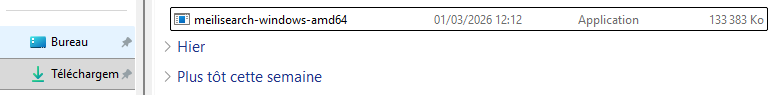 meilisearch-windows-amd64 01/03/2026 12:12 Application 133 383 Ko
Bureau
Hier
Téléchargem
Plus tôt cette semaine